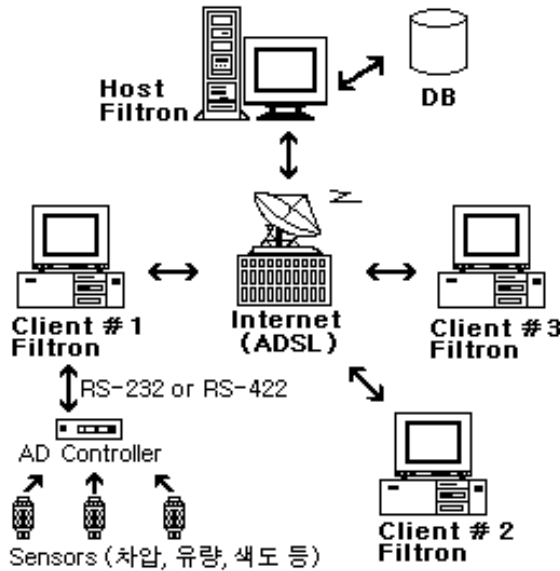 Host
Filtron
DB
Client #1
Filtron
Internet
(ADSL)
Client #3
Filtron
RS-232 or RS-422
AD Controller
Client #2
Filtron
Sensors (차압, 유량, 색도 등)